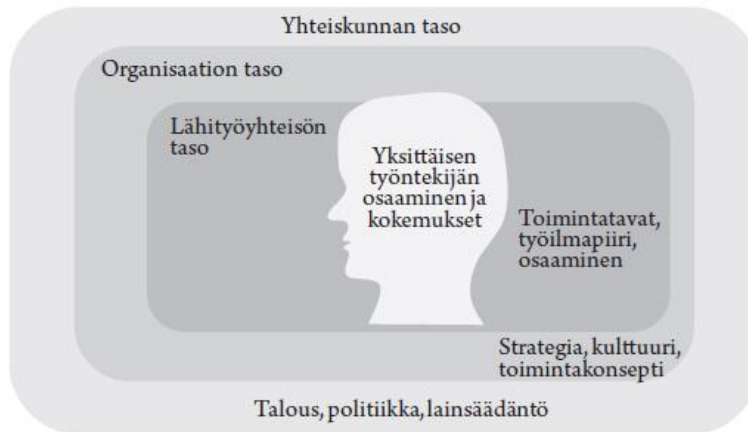 Yhteiskunnan taso
Organisaation taso
Lähityöyhteisön
taso
Yksittäisen
työntekijän
osaaminen ja
kokemukset
Toimintatavat,
työilmapiiri,
osaaminen
Strategia, kulttuuri,
toimintakonsepti
Talous, politiikka, lainsäädäntö